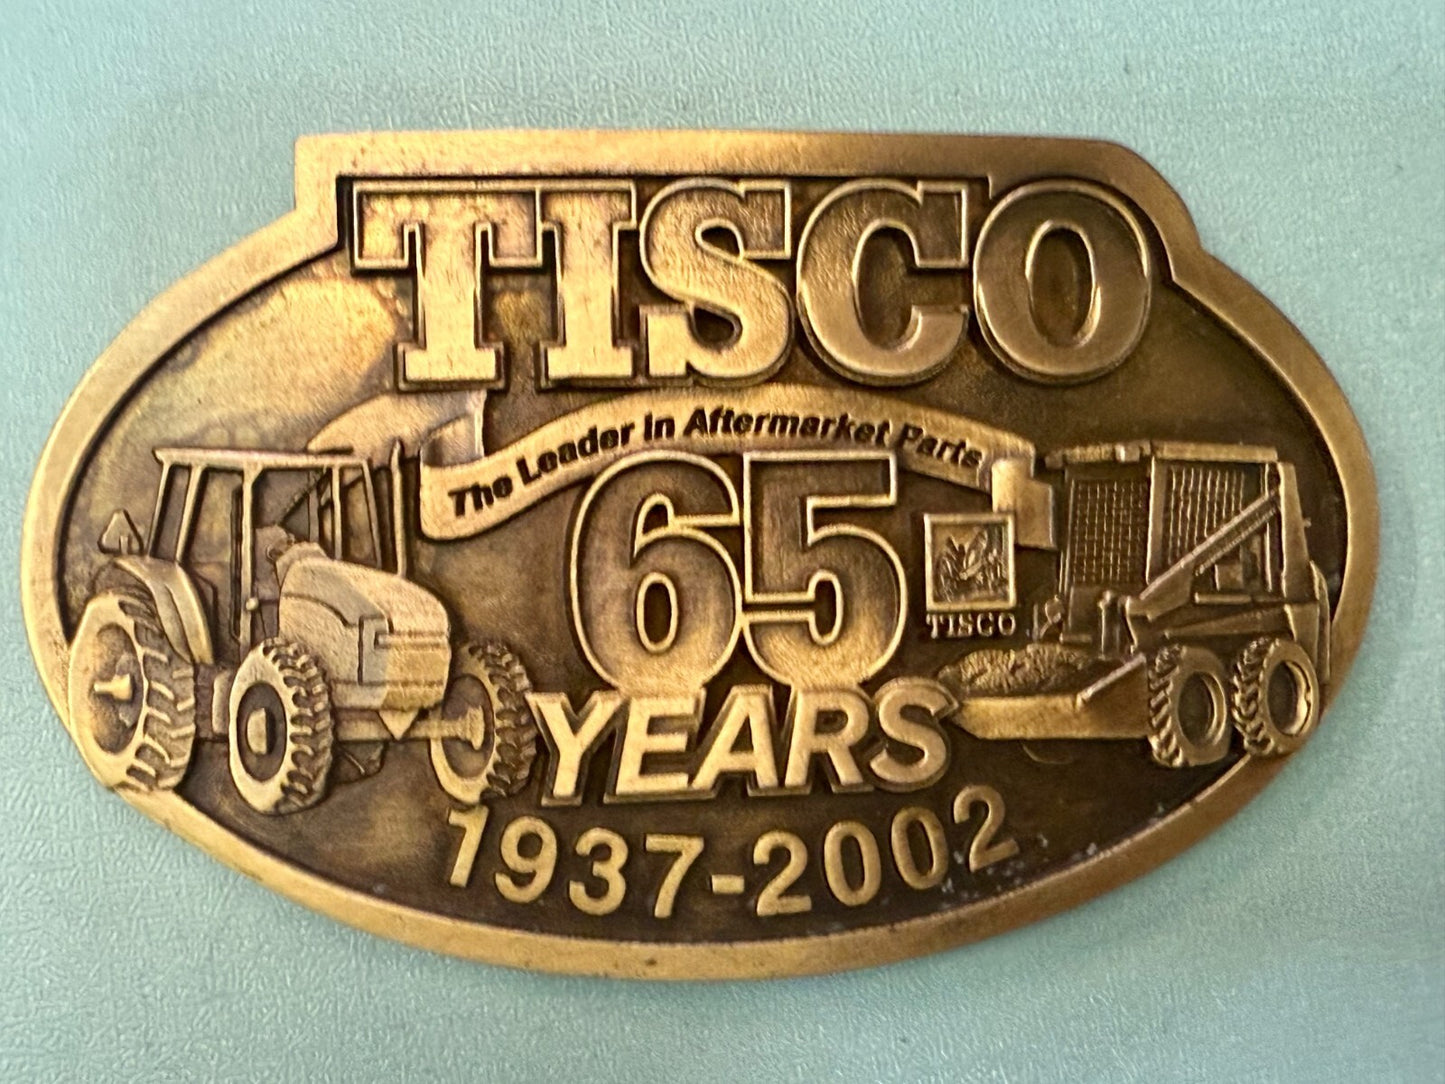 TISCO
The Leader In Aftermarket Parts
65
TISCO
YEARS
1937-2002